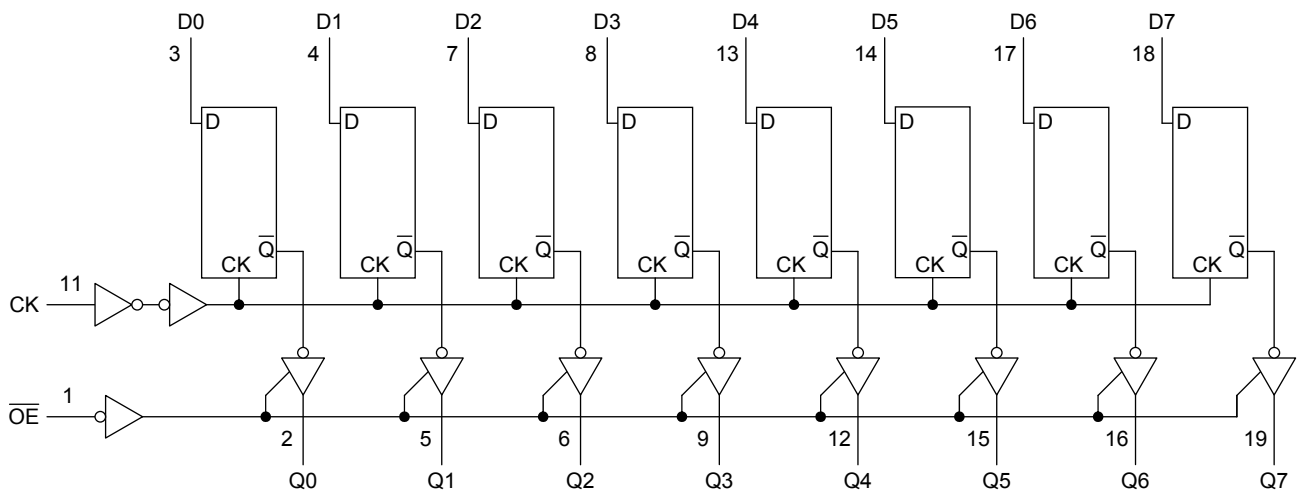 D0 D1 D2 D3 D4 D5 D6 D7
3 4 7 8 13 14 17 18
D D D D D D D D
Q̅ Q̅ Q̅ Q̅ Q̅ Q̅ Q̅ Q̅
CK CK CK CK CK CK CK CK
11
CK
1
O̅E̅
2 5 6 9 12 15 16 19
Q0 Q1 Q2 Q3 Q4 Q5 Q6 Q7